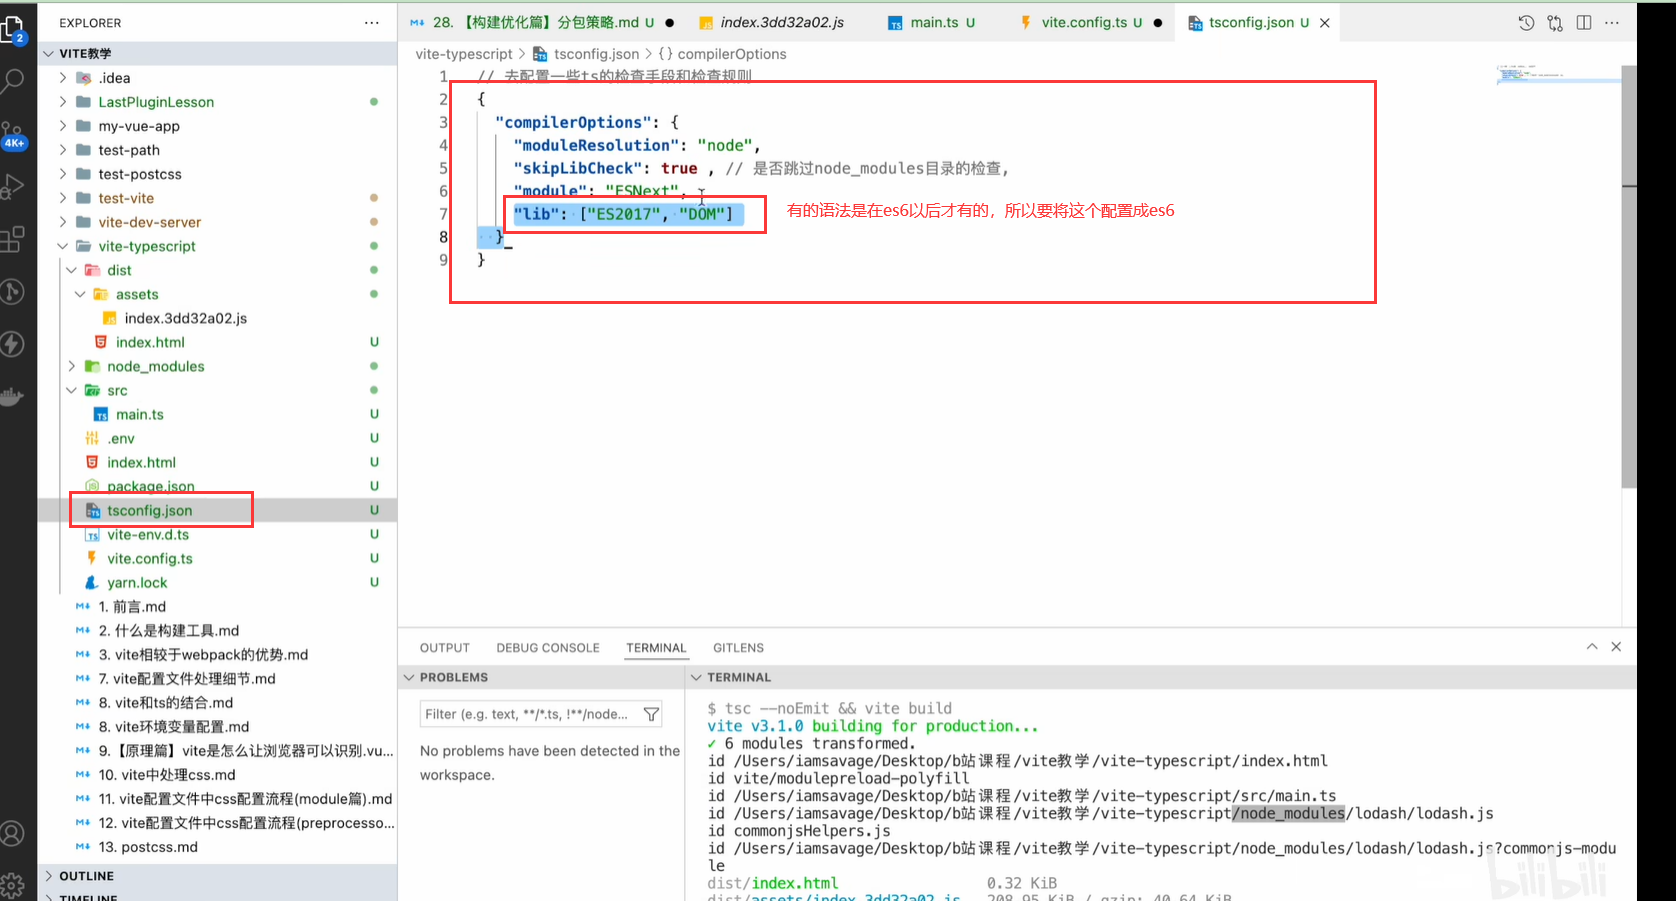 EXPLORER
VITE教学
.idea
LastPluginLesson
my-vue-app
test-path
test-postcss
test-vite
vite-dev-server
vite-typescript
dist
assets
index.3dd32a02.js
index.html U
node_modules
src
main.ts U
.env U
index.html U
package.json U
tsconfig.json U
vite-env.d.ts U
vite.config.ts U
yarn.lock U
1. 前言.md
2. 什么是构建工具.md
3. vite相较于webpack的优势.md
7. vite配置文件处理细节.md
8. vite和ts的结合.md
8. vite环境变量配置.md
9.【原理篇】vite是怎么让浏览器可以识别.vu...
10. vite中处理css.md
11. vite配置文件中css配置流程(module篇).md
12. vite配置文件中css配置流程(preprocesso...
13. postcss.md
OUTLINE
TIMELINE
2
4K+
28.【构建优化篇】分包策略.md U
index.3dd32a02.js
main.ts U
vite.config.ts U
tsconfig.json U
vite-typescript > tsconfig.json > {} compilerOptions
1 // 去配置一些ts的检查手段和检查规则
2 {
3 "compilerOptions": {
4 "moduleResolution": "node",
5 "skipLibCheck": true , // 是否跳过node_modules目录的检查,
6 "module": "ESNext",
7 "lib": ["ES2017", "DOM"]
8 }
9 }
有的语法是在es6以后才有的，所以要将这个配置成es6
OUTPUT DEBUG CONSOLE TERMINAL GITLENS
PROBLEMS
Filter (e.g. text, **/*.ts, !**/node...
No problems have been detected in the
workspace.
TERMINAL
$ tsc --noEmit && vite build
vite v3.1.0 building for production...
✓ 6 modules transformed.
id /Users/iamsavage/Desktop/b站课程/vite教学/vite-typescript/index.html
id vite/modulepreload-polyfill
id /Users/iamsavage/Desktop/b站课程/vite教学/vite-typescript/src/main.ts
id /Users/iamsavage/Desktop/b站课程/vite教学/vite-typescript/node_modules/lodash/lodash.js
id commonjsHelpers.js
id /Users/iamsavage/Desktop/b站课程/vite教学/vite-typescript/node_modules/lodash/lodash.js?commonjs-modu
le
dist/index.html 0.32 KiB
dist/assets/index.3dd32a02.js 208.95 KiB / gzip: 40.64 KiB
bilibili